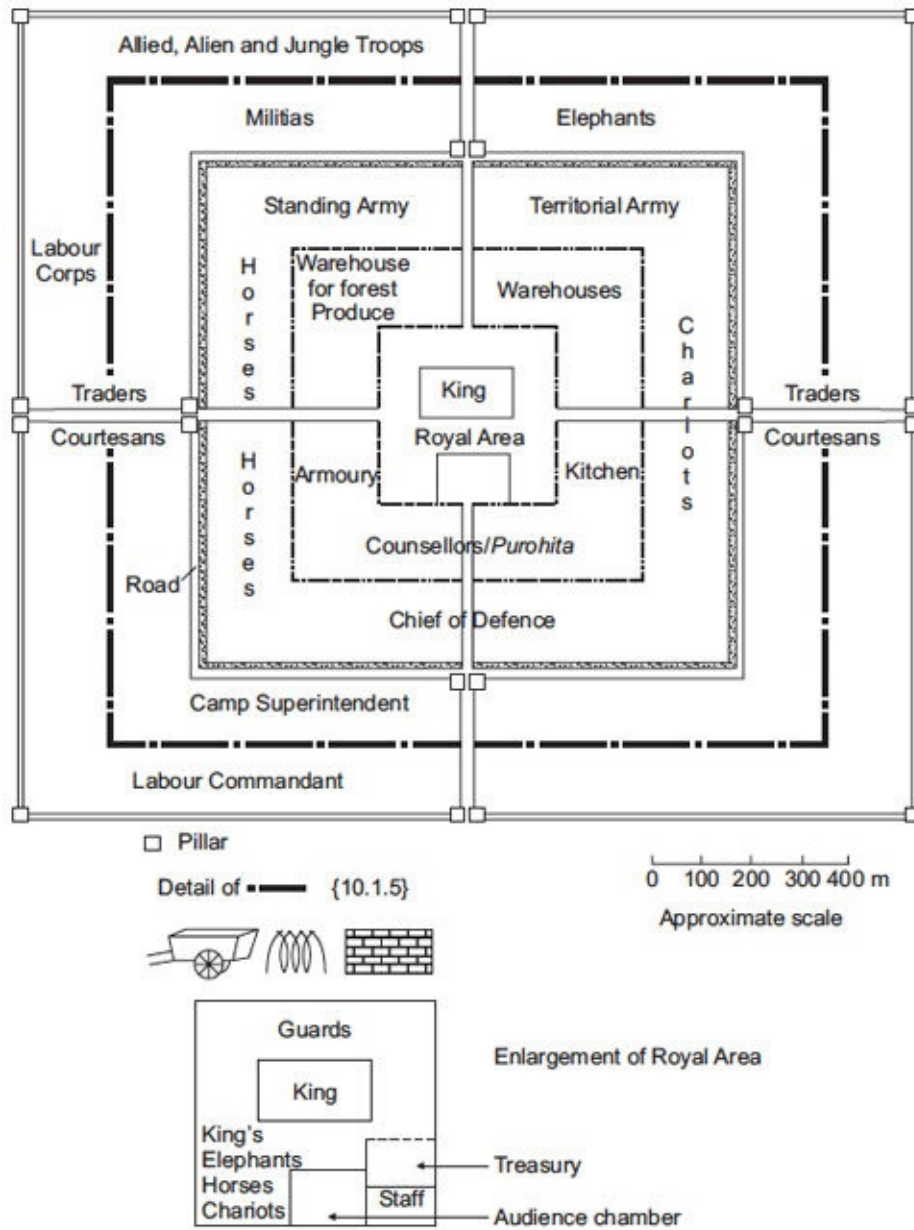 Allied, Alien and Jungle Troops
Militias
Elephants
Standing Army
Territorial Army
Labour
Corps
Horses
Warehouse
for forest
Produce
Warehouses
Chariots
King
Traders
Traders
Courtesans
Courtesans
Royal Area
Horses
Armoury
Kitchen
Counsellors/Purohita
Road
Chief of Defence
Camp Superintendent
Labour Commandant
Pillar
Detail of {10.1.5}
0 100 200 300 400 m
Approximate scale
Guards
Enlargement of Royal Area
King
King's
Elephants
Horses
Chariots
Treasury
Staff
Audience chamber